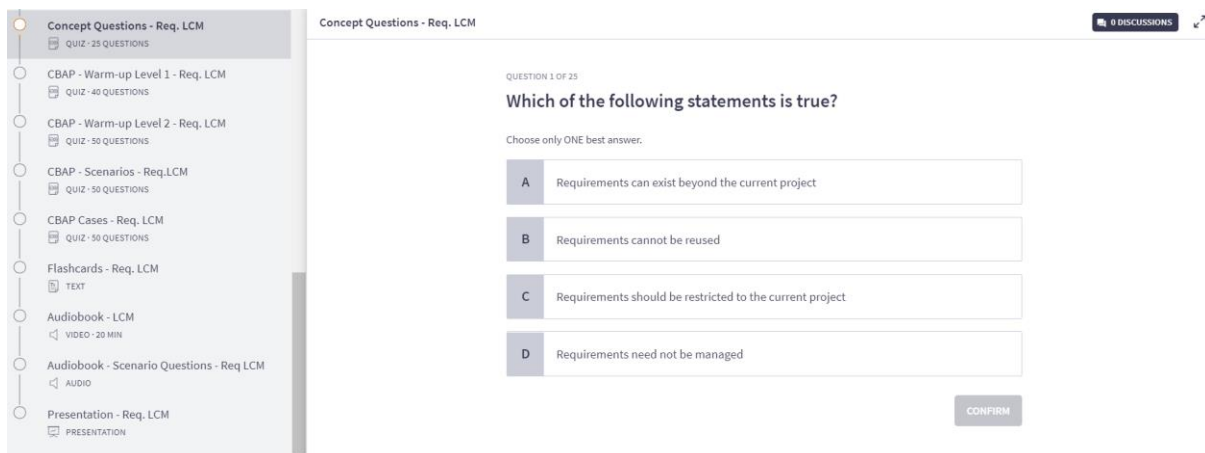 Concept Questions - Req. LCM
QUIZ · 25 QUESTIONS
CBAP - Warm-up Level 1 - Req. LCM
QUIZ · 40 QUESTIONS
CBAP - Warm-up Level 2 - Req. LCM
QUIZ · 50 QUESTIONS
CBAP - Scenarios - Req.LCM
QUIZ · 50 QUESTIONS
CBAP Cases - Req. LCM
QUIZ · 50 QUESTIONS
Flashcards - Req. LCM
TEXT
Audiobook - LCM
VIDEO · 20 MIN
Audiobook - Scenario Questions - Req LCM
AUDIO
Presentation - Req. LCM
PRESENTATION
Concept Questions - Req. LCM
0 DISCUSSIONS
QUESTION 1 OF 25
Which of the following statements is true?
Choose only ONE best answer.
A Requirements can exist beyond the current project
B Requirements cannot be reused
C Requirements should be restricted to the current project
D Requirements need not be managed
CONFIRM